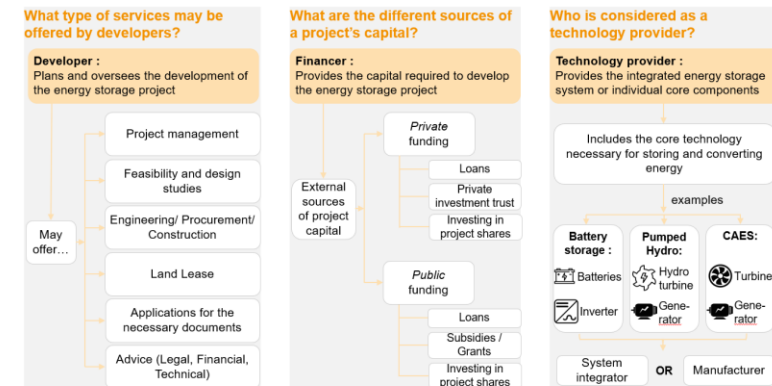 What type of services may be
offered by developers?
Developer :
Plans and oversees the development of
the energy storage project
May
offer…
Project management
Feasibility and design
studies
Engineering/ Procurement/
Construction
Land Lease
Applications for the
necessary documents
Advice (Legal, Financial,
Technical)
What are the different sources of
a project's capital?
Financer :
Provides the capital required to develop
the energy storage project
External
sources
of project
capital
Private
funding
Loans
Private
investment trust
Investing in
project shares
Public
funding
Loans
Subsidies /
Grants
Investing in
project shares
Who is considered as a
technology provider?
Technology provider :
Provides the integrated energy storage
system or individual core components
Includes the core technology
necessary for storing and converting
energy
examples
Battery
storage :
Batteries
Inverter
Pumped
Hydro:
Hydro
turbine
Gene-
rator
CAES:
Turbine
Gene-
rator
System
integrator
OR
Manufacturer